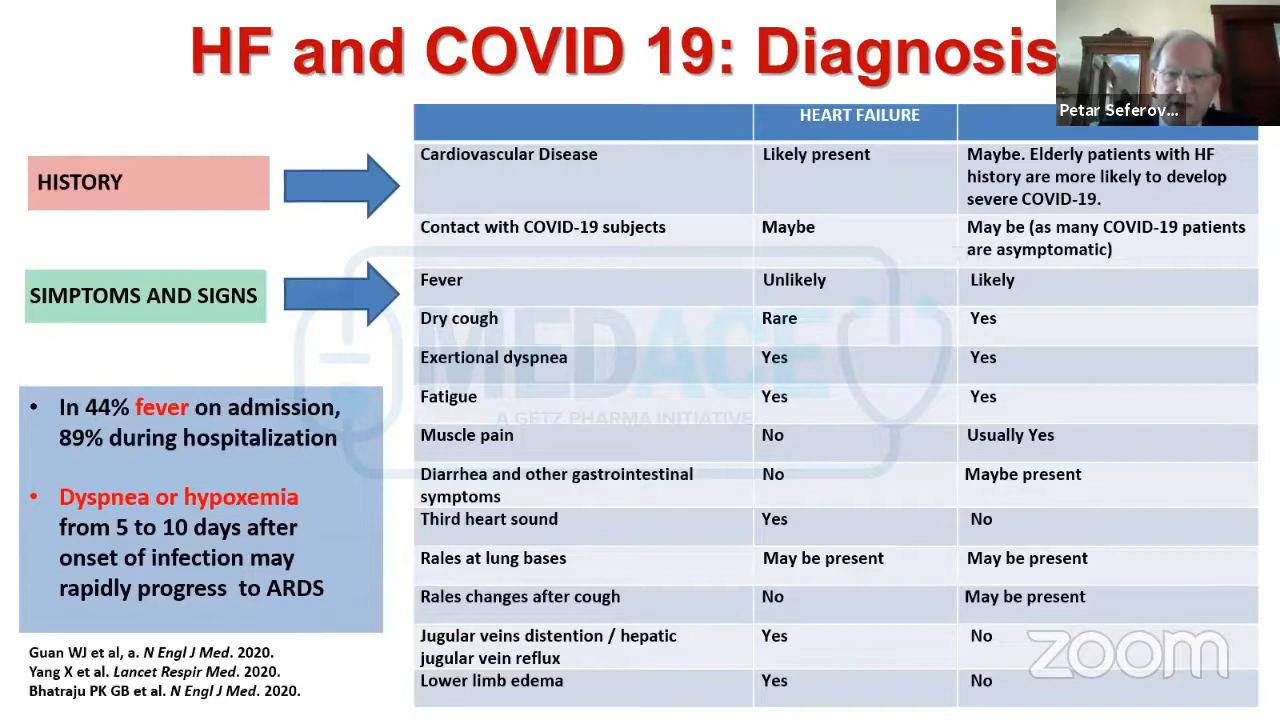 HF and COVID 19: Diagnosis
Petar Seferov...
HISTORY
SIMPTOMS AND SIGNS
• In 44% fever on admission,
89% during hospitalization
• Dyspnea or hypoxemia
from 5 to 10 days after
onset of infection may
rapidly progress to ARDS
Guan WJ et al, a. N Engl J Med. 2020.
Yang X et al. Lancet Respir Med. 2020.
Bhatraju PK GB et al. N Engl J Med. 2020.
HEART FAILURE
Cardiovascular Disease Likely present Maybe. Elderly patients with HF
history are more likely to develop
severe COVID-19.
Contact with COVID-19 subjects Maybe May be (as many COVID-19 patients
are asymptomatic)
Fever Unlikely Likely
Dry cough Rare Yes
Exertional dyspnea Yes Yes
Fatigue Yes Yes
Muscle pain No Usually Yes
Diarrhea and other gastrointestinal No Maybe present
symptoms
Third heart sound Yes No
Rales at lung bases May be present May be present
Rales changes after cough No May be present
Jugular veins distention / hepatic Yes No
jugular vein reflux
Lower limb edema Yes No
MEDACE
A GETZ PHARMA INITIATIVE
zoom